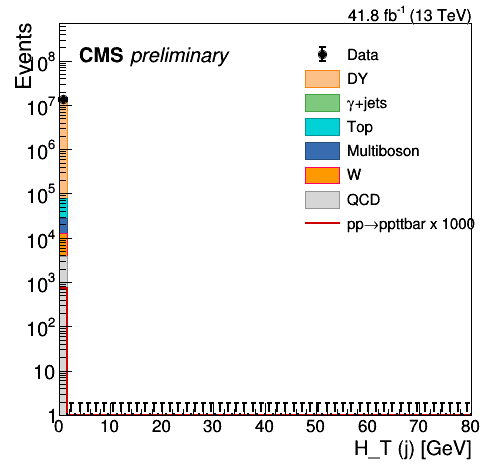 41.8 fb⁻¹ (13 TeV)
Events
CMS preliminary
Data
DY
γ+jets
Top
Multiboson
W
QCD
pp→ppttbar x 1000
10⁸
10⁷
10⁶
10⁵
10⁴
10³
10²
10
1
0 10 20 30 40 50 60 70 80
H_T (j) [GeV]